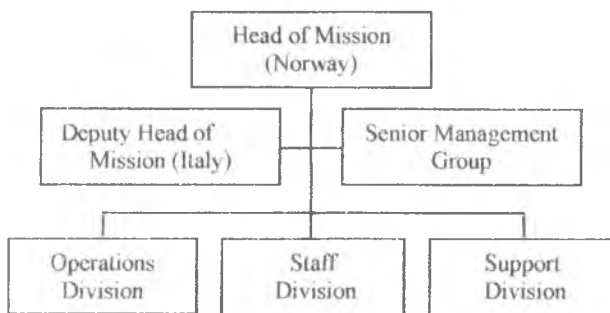 Head of Mission
(Norway)
Deputy Head of
Mission (Italy)
Senior Management
Group
Operations
Division
Staff
Division
Support
Division